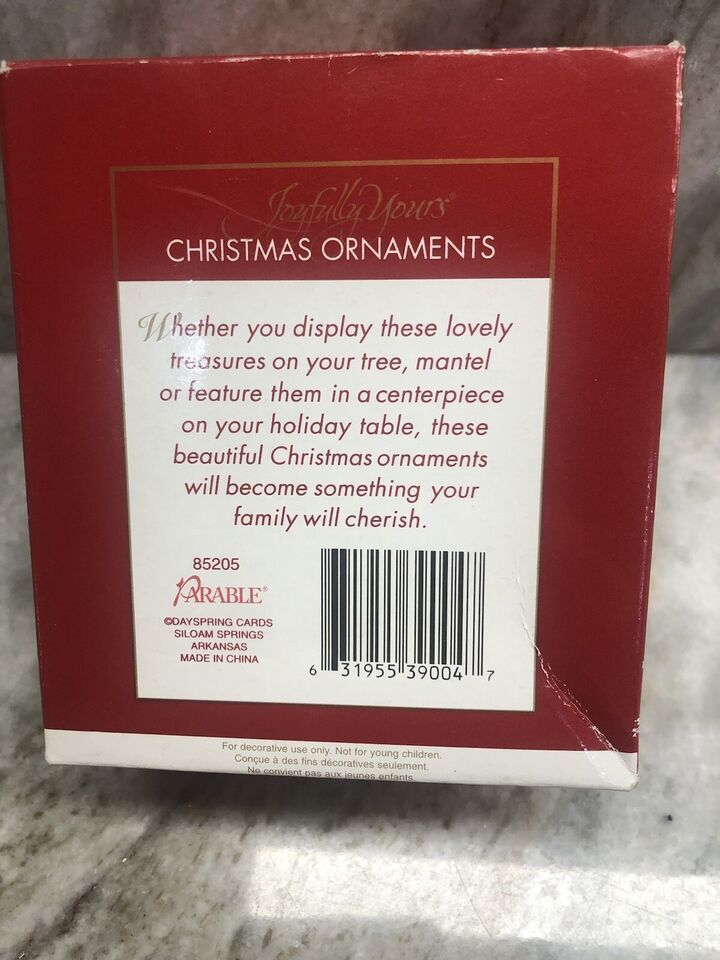 Joyfully Yours®
CHRISTMAS ORNAMENTS
Whether you display these lovely
treasures on your tree, mantel
or feature them in a centerpiece
on your holiday table, these
beautiful Christmas ornaments
will become something your
family will cherish.
85205
PARABLE®
©DAYSPRING CARDS
SILOAM SPRINGS
ARKANSAS
MADE IN CHINA
6 31955 39004 7
For decorative use only. Not for young children.
Conçue à des fins décoratives seulement.
Ne convient pas aux jeunes enfants.